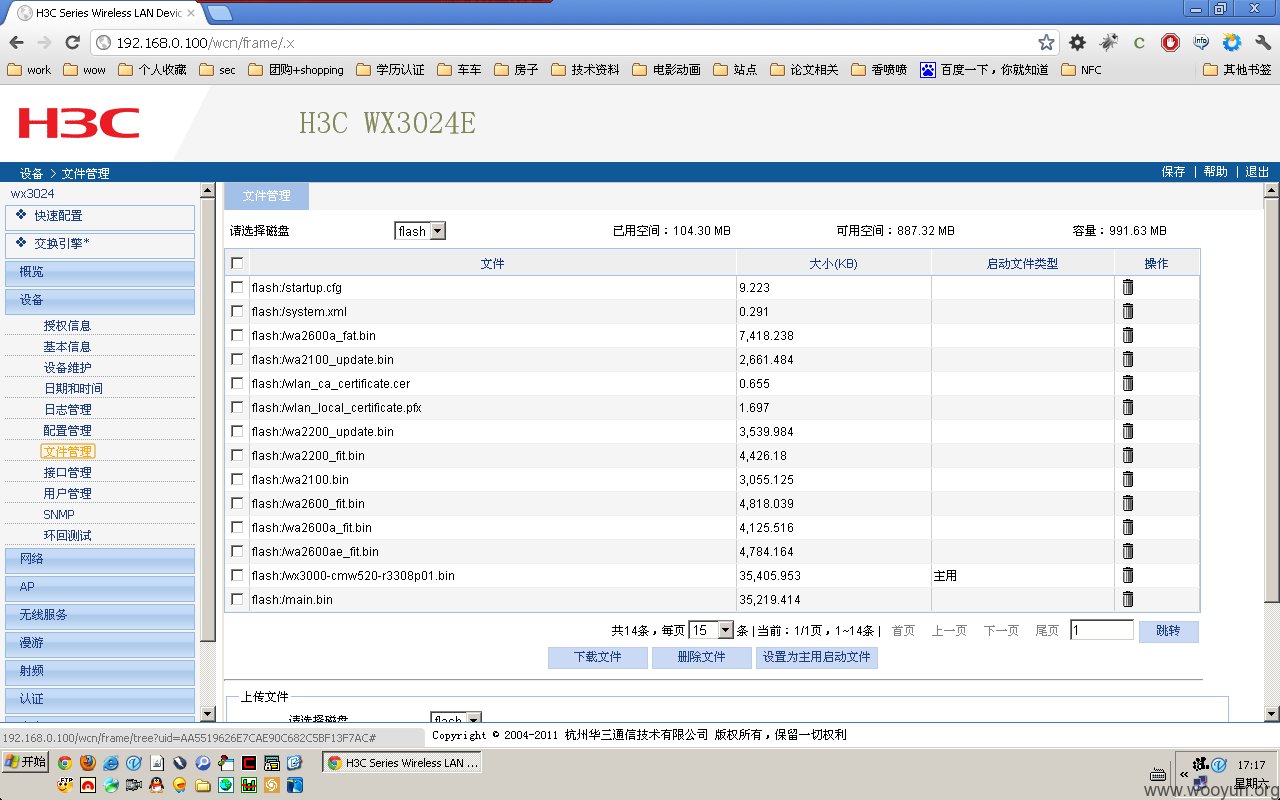 H3C Series Wireless LAN Devic
192.168.0.100/wcn/frame/.x
work wow 个人收藏 sec 团购+shopping 学历认证 车车 房子 技术资料 电影动画 站点 论文相关 香喷喷 百度一下，你就知道 NFC 其他书签
H3C H3C WX3024E
设备 > 文件管理 保存 | 帮助 | 退出
wx3024
快速配置
交换引擎*
概览
设备
授权信息
基本信息
设备维护
日期和时间
日志管理
配置管理
文件管理
接口管理
用户管理
SNMP
环回测试
网络
AP
无线服务
漫游
射频
认证
文件管理
请选择磁盘 flash 已用空间：104.30 MB 可用空间：887.32 MB 容量：991.63 MB
文件 大小(KB) 启动文件类型 操作
flash:/startup.cfg 9.223
flash:/system.xml 0.291
flash:/wa2600a_fat.bin 7,418.238
flash:/wa2100_update.bin 2,661.484
flash:/wlan_ca_certificate.cer 0.655
flash:/wlan_local_certificate.pfx 1.697
flash:/wa2200_update.bin 3,539.984
flash:/wa2200_fit.bin 4,426.18
flash:/wa2100.bin 3,055.125
flash:/wa2600_fit.bin 4,818.039
flash:/wa2600a_fit.bin 4,125.516
flash:/wa2600ae_fit.bin 4,784.164
flash:/wx3000-cmw520-r3308p01.bin 35,405.953 主用
flash:/main.bin 35,219.414
共14条，每页 15 条 | 当前：1/1页，1~14条 | 首页 上一页 下一页 尾页 1 跳转
下载文件 删除文件 设置为主用启动文件
上传文件
请选择磁盘 flash
192.168.0.100/wcn/frame/tree?uid=AA5519626E7CAE90C682C5BF13F7AC#
Copyright © 2004-2011 杭州华三通信技术有限公司 版权所有，保留一切权利
开始 H3C Series Wireless LAN ... « 17:17
星期六
www.wooyun.org